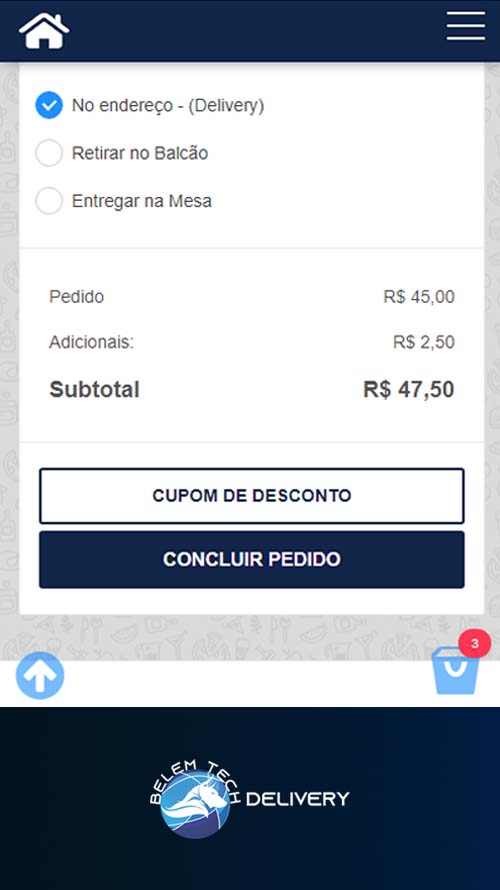 No endereço - (Delivery)
Retirar no Balcão
Entregar na Mesa
Pedido R$ 45,00
Adicionais: R$ 2,50
Subtotal R$ 47,50
CUPOM DE DESCONTO
CONCLUIR PEDIDO
3
BELEM TECH DELIVERY